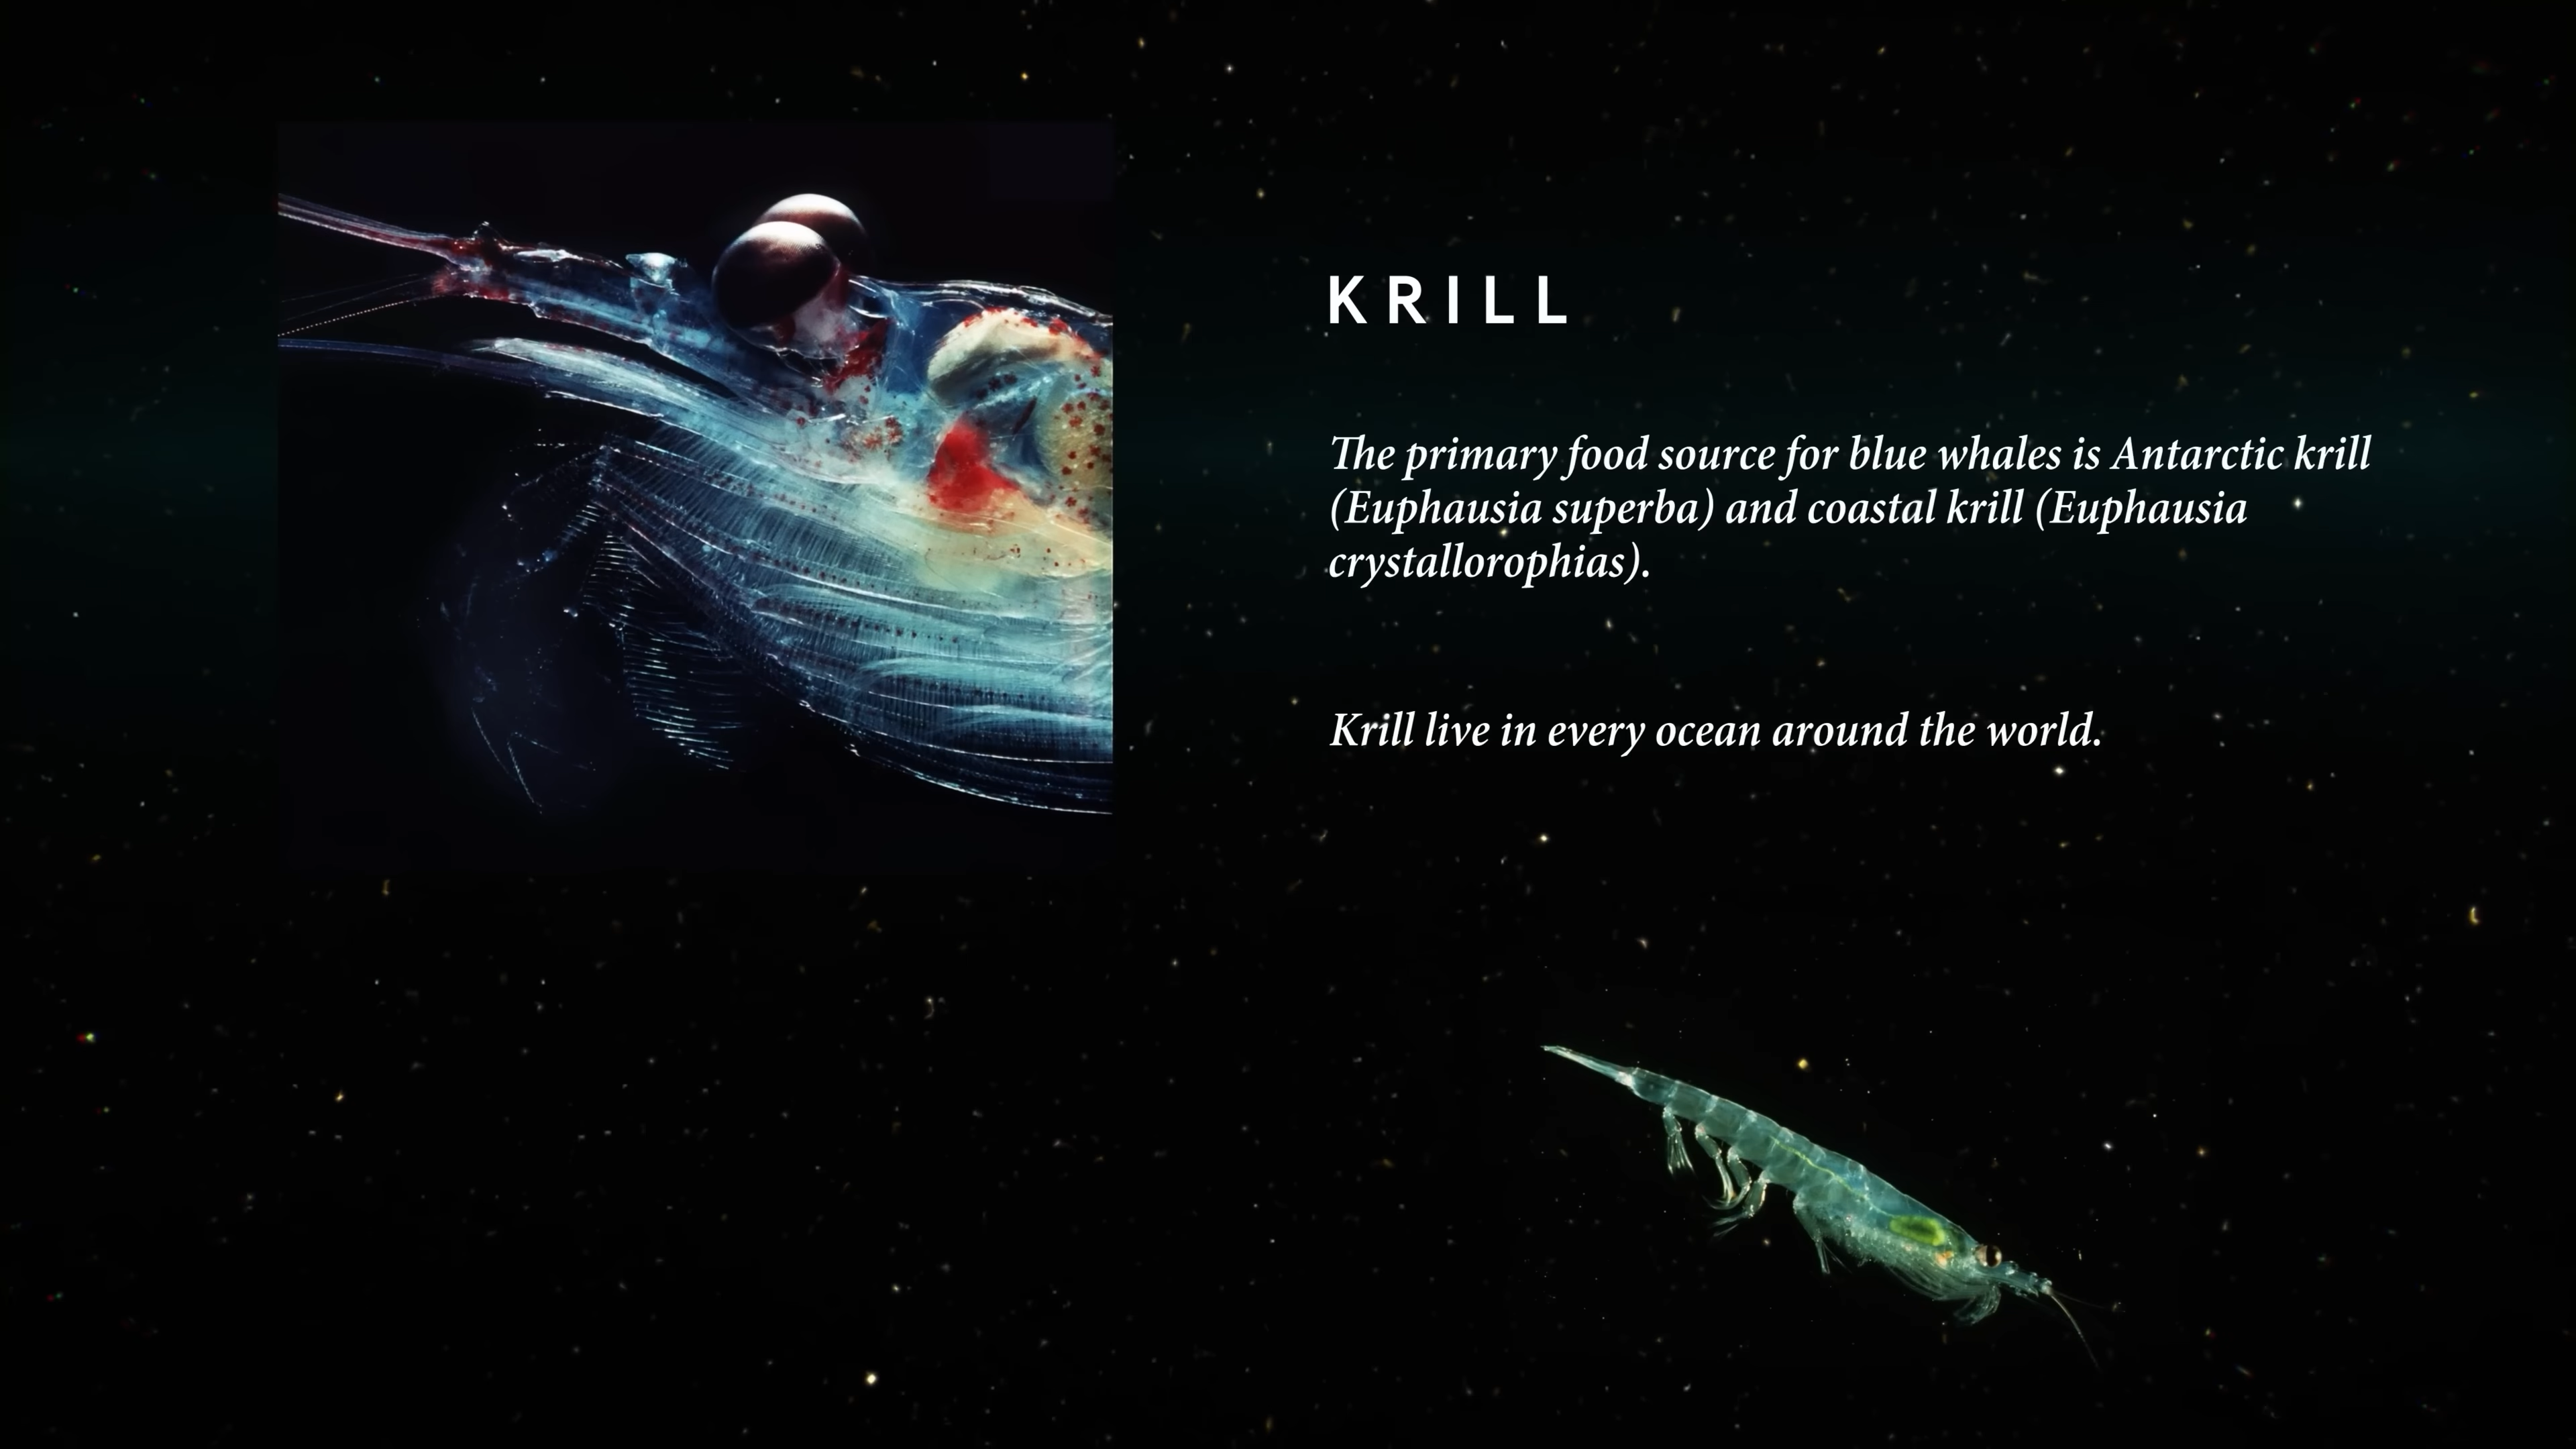 KRILL
The primary food source for blue whales is Antarctic krill
(Euphausia superba) and coastal krill (Euphausia
crystallorophias).
Krill live in every ocean around the world.